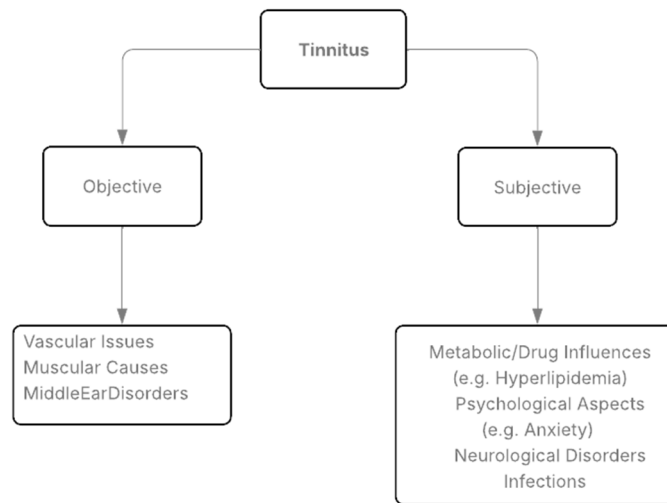 Tinnitus
Objective
Subjective
Vascular Issues
Muscular Causes
MiddleEarDisorders
Metabolic/Drug Influences
(e.g. Hyperlipidemia)
Psychological Aspects
(e.g. Anxiety)
Neurological Disorders
Infections